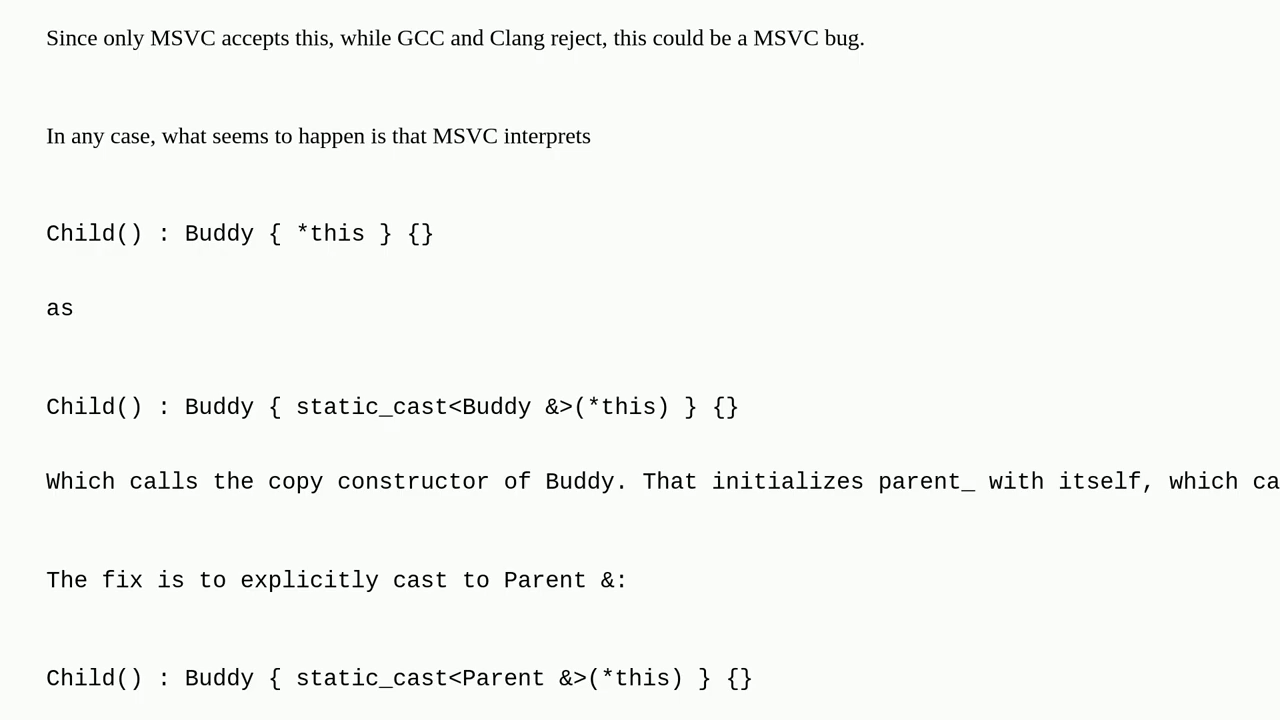 Since only MSVC accepts this, while GCC and Clang reject, this could be a MSVC bug.
In any case, what seems to happen is that MSVC interprets
Child() : Buddy { *this } {}
as
Child() : Buddy { static_cast<Buddy &>(*this) } {}
Which calls the copy constructor of Buddy. That initializes parent_ with itself, which
The fix is to explicitly cast to Parent &:
Child() : Buddy { static_cast<Parent &>(*this) } {}